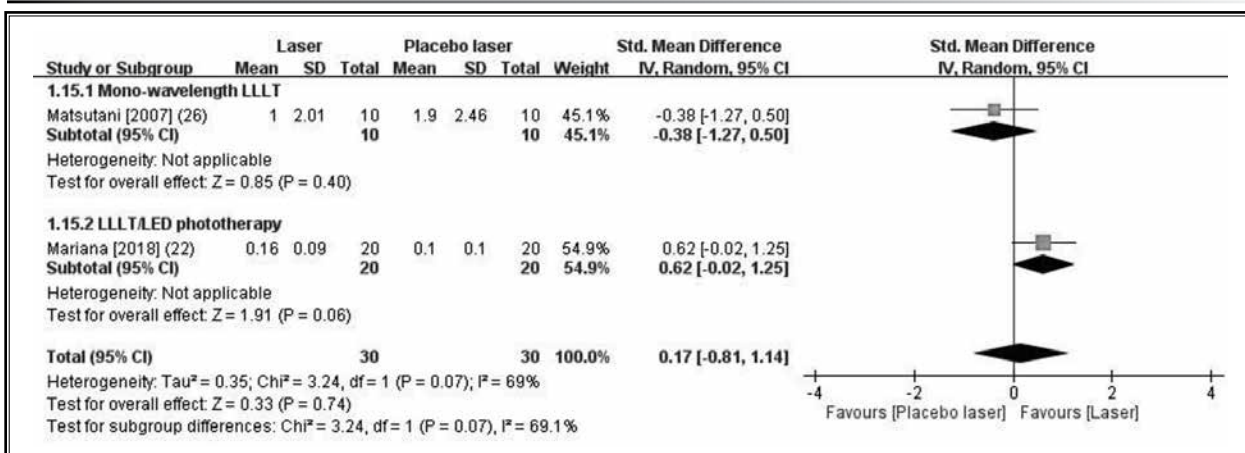 Laser Placebo laser Std. Mean Difference Std. Mean Difference
Study or Subgroup Mean SD Total Mean SD Total Weight IV, Random, 95% CI IV, Random, 95% CI
1.15.1 Mono-wavelength LLLT
Matsutani [2007] (26) 1 2.01 10 1.9 2.46 10 45.1% -0.38 [-1.27, 0.50]
Subtotal (95% CI) 10 10 45.1% -0.38 [-1.27, 0.50]
Heterogeneity: Not applicable
Test for overall effect: Z = 0.85 (P = 0.40)
1.15.2 LLLT/LED phototherapy
Mariana [2018] (22) 0.16 0.09 20 0.1 0.1 20 54.9% 0.62 [-0.02, 1.25]
Subtotal (95% CI) 20 20 54.9% 0.62 [-0.02, 1.25]
Heterogeneity: Not applicable
Test for overall effect: Z = 1.91 (P = 0.06)
Total (95% CI) 30 30 100.0% 0.17 [-0.81, 1.14]
Heterogeneity: Tau² = 0.35; Chi² = 3.24, df = 1 (P = 0.07); I² = 69%
Test for overall effect: Z = 0.33 (P = 0.74)
Test for subgroup differences: Chi² = 3.24, df = 1 (P = 0.07), I² = 69.1%
-4 -2 0 2 4
Favours [Placebo laser] Favours [Laser]